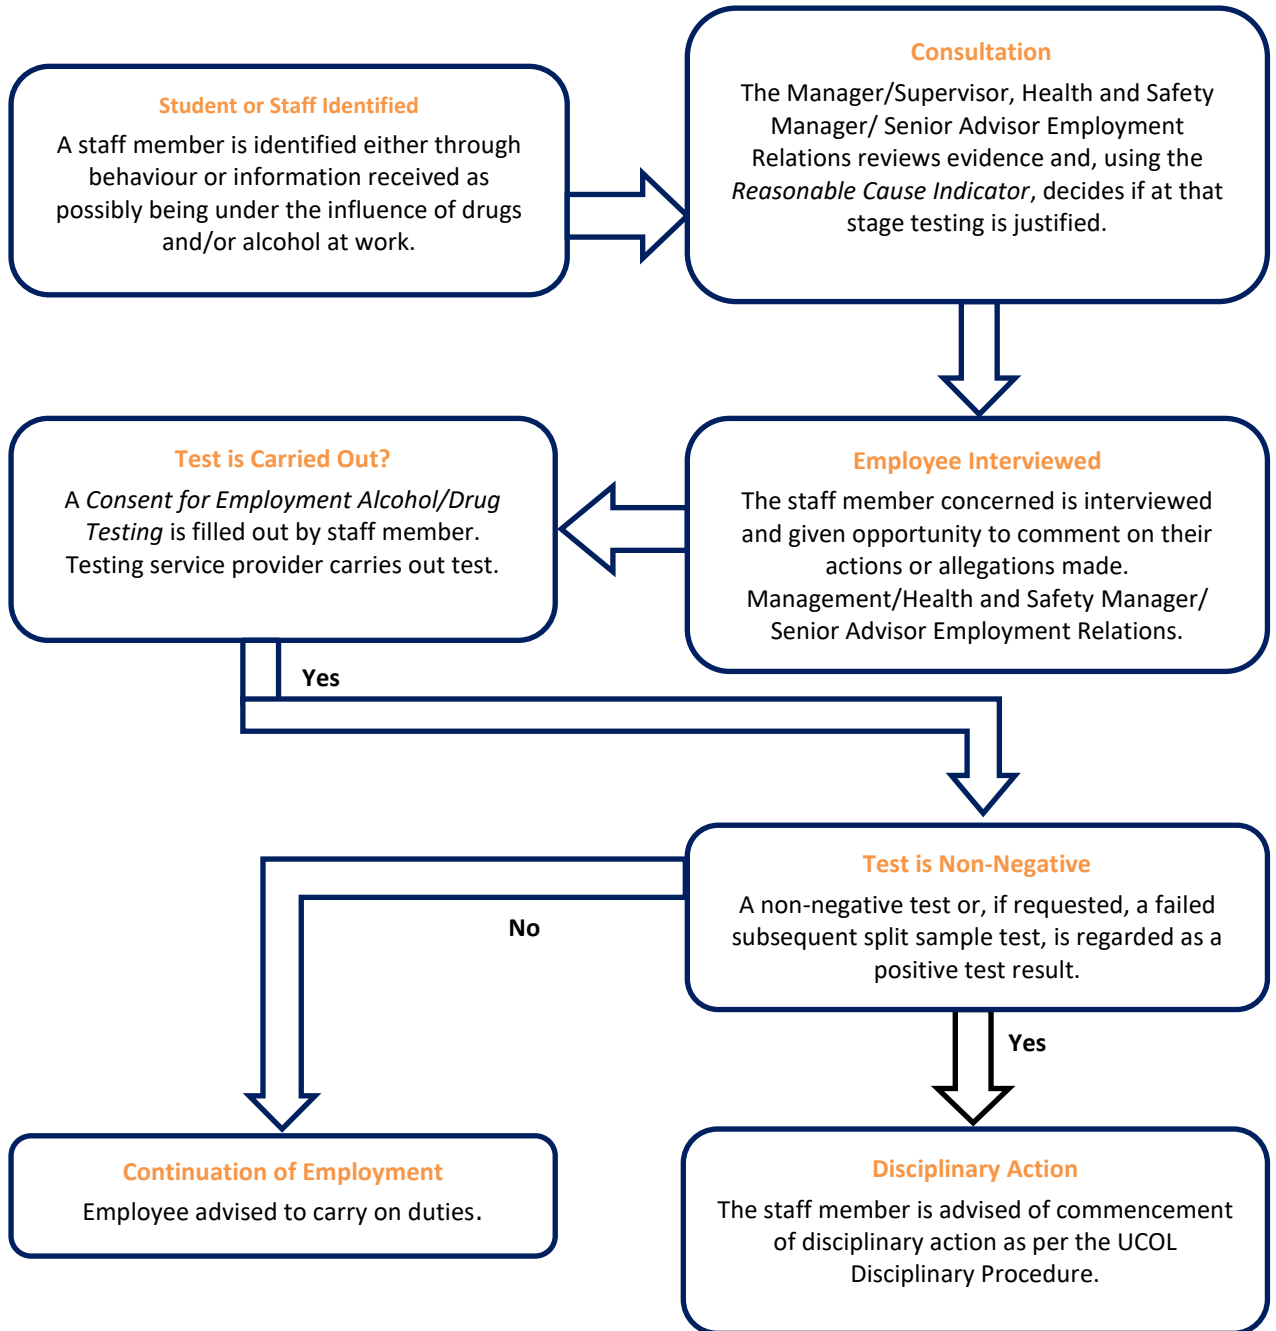 Student or Staff Identified
A staff member is identified either through
behaviour or information received as
possibly being under the influence of drugs
and/or alcohol at work.
Consultation
The Manager/Supervisor, Health and Safety
Manager/ Senior Advisor Employment
Relations reviews evidence and, using the
Reasonable Cause Indicator, decides if at that
stage testing is justified.
Employee Interviewed
The staff member concerned is interviewed
and given opportunity to comment on their
actions or allegations made.
Management/Health and Safety Manager/
Senior Advisor Employment Relations.
Test is Carried Out?
A Consent for Employment Alcohol/Drug
Testing is filled out by staff member.
Testing service provider carries out test.
Yes
Test is Non-Negative
A non-negative test or, if requested, a failed
subsequent split sample test, is regarded as a
positive test result.
No
Yes
Continuation of Employment
Employee advised to carry on duties.
Disciplinary Action
The staff member is advised of commencement
of disciplinary action as per the UCOL
Disciplinary Procedure.